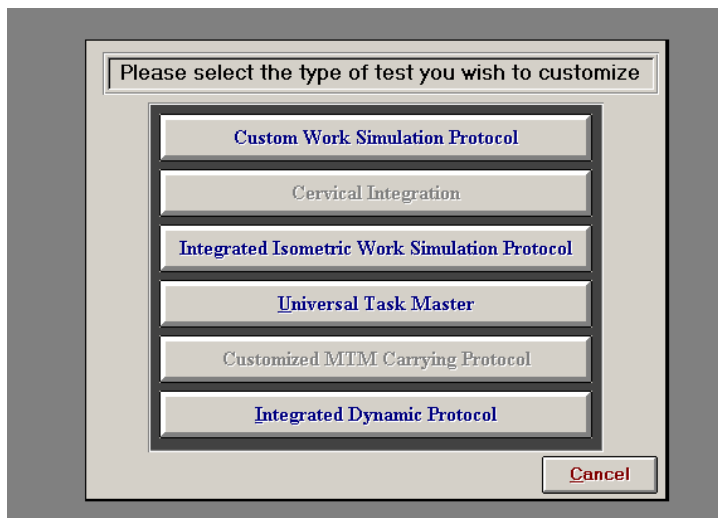 Please select the type of test you wish to customize
Custom Work Simulation Protocol
Cervical Integration
Integrated Isometric Work Simulation Protocol
Universal Task Master
Customized MTM Carrying Protocol
Integrated Dynamic Protocol
Cancel